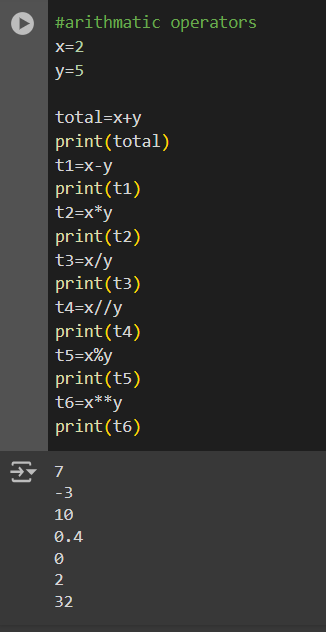 #arithmatic operators
x=2
y=5

total=x+y
print(total)
t1=x-y
print(t1)
t2=x*y
print(t2)
t3=x/y
print(t3)
t4=x//y
print(t4)
t5=x%y
print(t5)
t6=x**y
print(t6)
7
-3
10
0.4
0
2
32